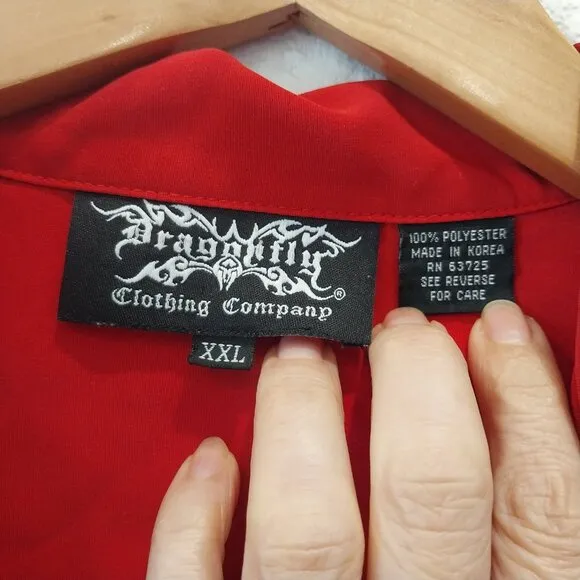 Dragonfly
Clothing Company ®
XXL
100% POLYESTER
MADE IN KOREA
RN 63725
SEE REVERSE
FOR CARE